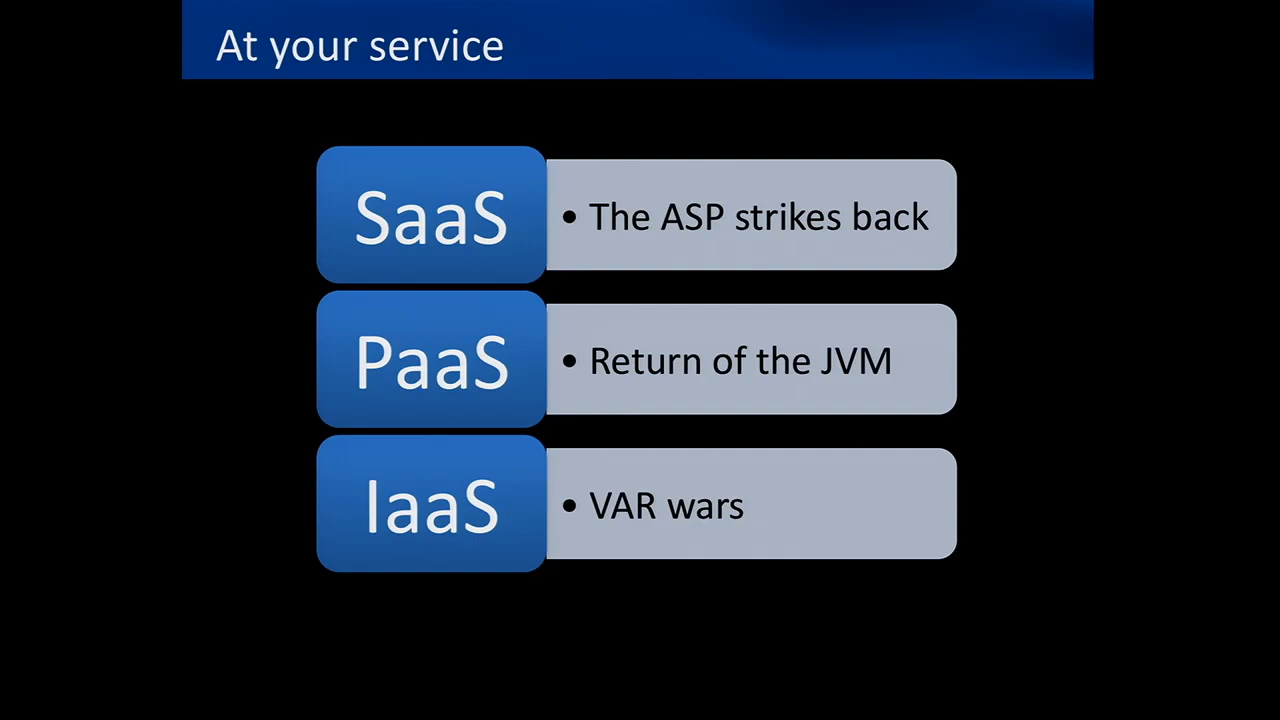 At your service
SaaS
• The ASP strikes back
PaaS
• Return of the JVM
IaaS
• VAR wars